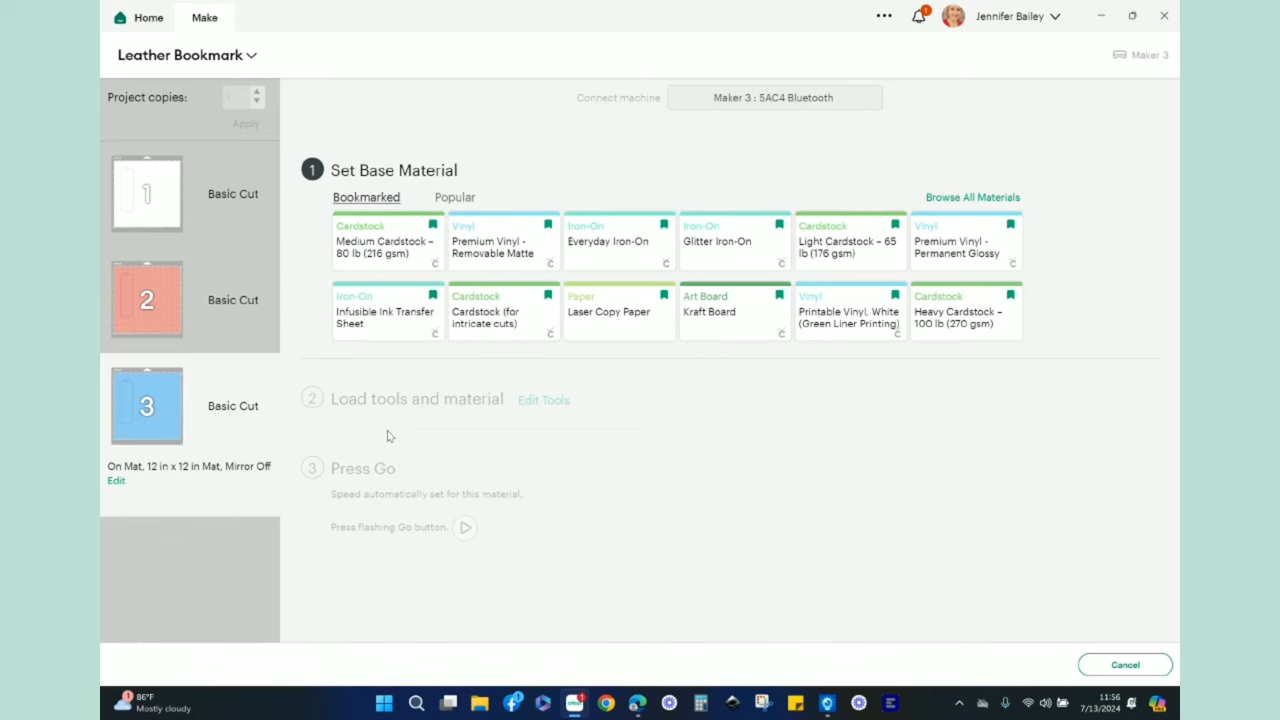 Home
Make
1
Jennifer Bailey
Leather Bookmark
Maker 3
Project copies:
Apply
Connect machine
Maker 3 : 5AC4 Bluetooth
1
Basic Cut
2
Basic Cut
3
Basic Cut
On Mat, 12 in x 12 in Mat, Mirror Off
Edit
1 Set Base Material
Bookmarked
Popular
Browse All Materials
Cardstock
Medium Cardstock –
80 lb (216 gsm)
Vinyl
Premium Vinyl -
Removable Matte
Iron-On
Everyday Iron-On
Iron-On
Glitter Iron-On
Cardstock
Light Cardstock – 65
lb (176 gsm)
Vinyl
Premium Vinyl -
Permanent Glossy
Iron-On
Infusible Ink Transfer
Sheet
Cardstock
Cardstock (for
intricate cuts)
Paper
Laser Copy Paper
Art Board
Kraft Board
Vinyl
Printable Vinyl, White
(Green Liner Printing)
Cardstock
Heavy Cardstock –
100 lb (270 gsm)
2 Load tools and material Edit Tools
3 Press Go
Speed automatically set for this material.
Press flashing Go button.
Cancel
1
86°F
Mostly cloudy
11:56
7/13/2024